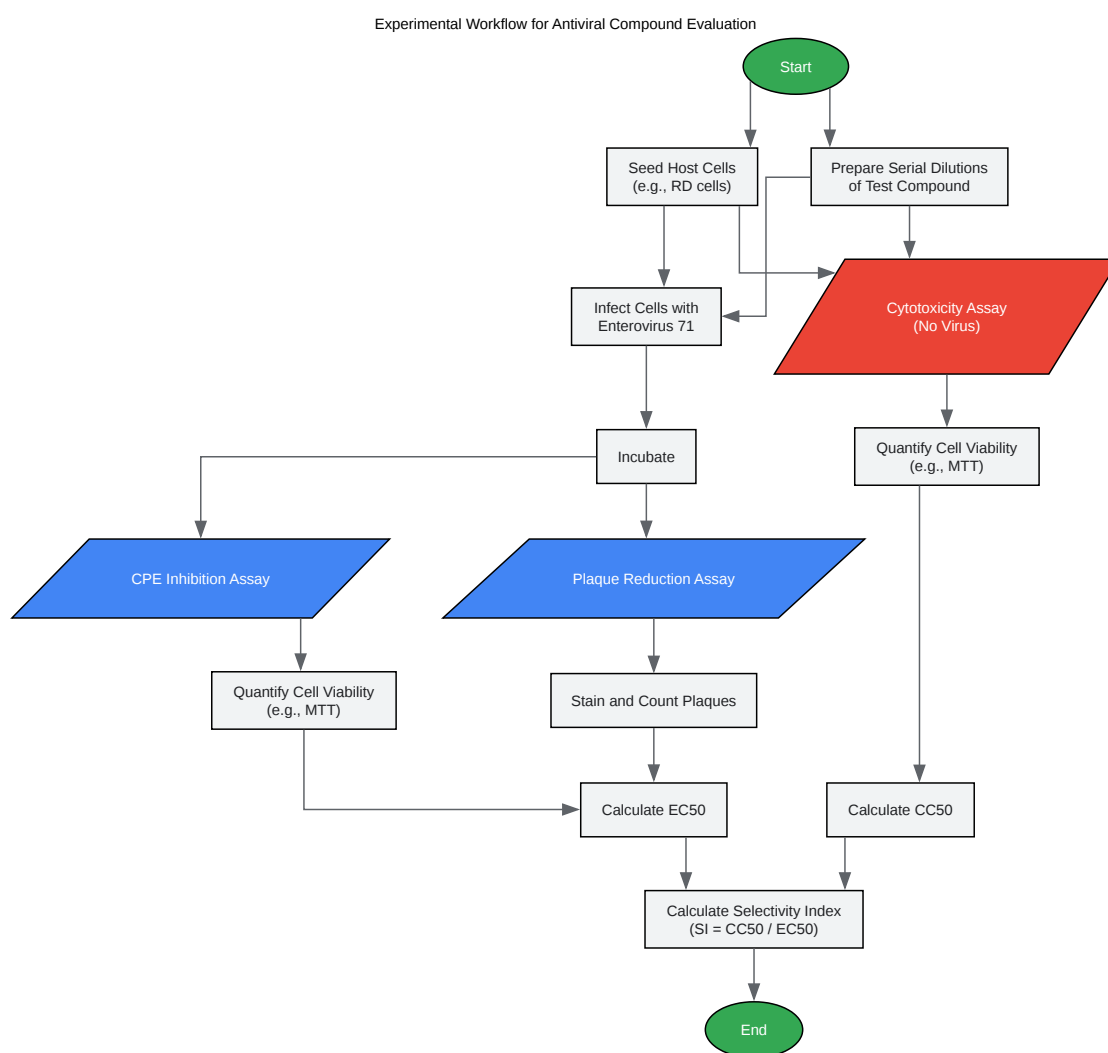 Experimental Workflow for Antiviral Compound Evaluation
Start
Seed Host Cells
(e.g., RD cells)
Prepare Serial Dilutions
of Test Compound
Infect Cells with
Enterovirus 71
Cytotoxicity Assay
(No Virus)
Incubate
Quantify Cell Viability
(e.g., MTT)
CPE Inhibition Assay
Plaque Reduction Assay
Quantify Cell Viability
(e.g., MTT)
Stain and Count Plaques
Calculate EC50
Calculate CC50
Calculate Selectivity Index
(SI = CC50 / EC50)
End